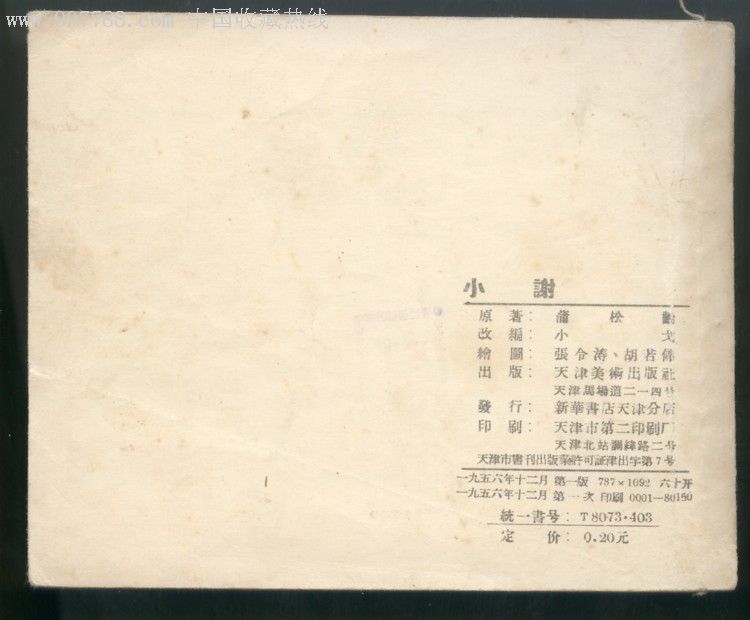 www.997788.com 中国收藏热线
小 謝
原 著： 蒲 松 齡
改 編： 小 戈
繪 圖： 張令濤、胡若佛
出 版： 天津美術出版社
天津馬場道二一四号
發 行： 新華書店天津分店
印 刷： 天津市第二印刷厂
天津北站調緯路二号
天津市書刊出版業許可証津出字第7号
一九五六年十二月 第一版 787×1092 六十开
一九五六年十二月 第一次 印刷 0001—80150
統一書号：T8073·403
定 价：0.20元